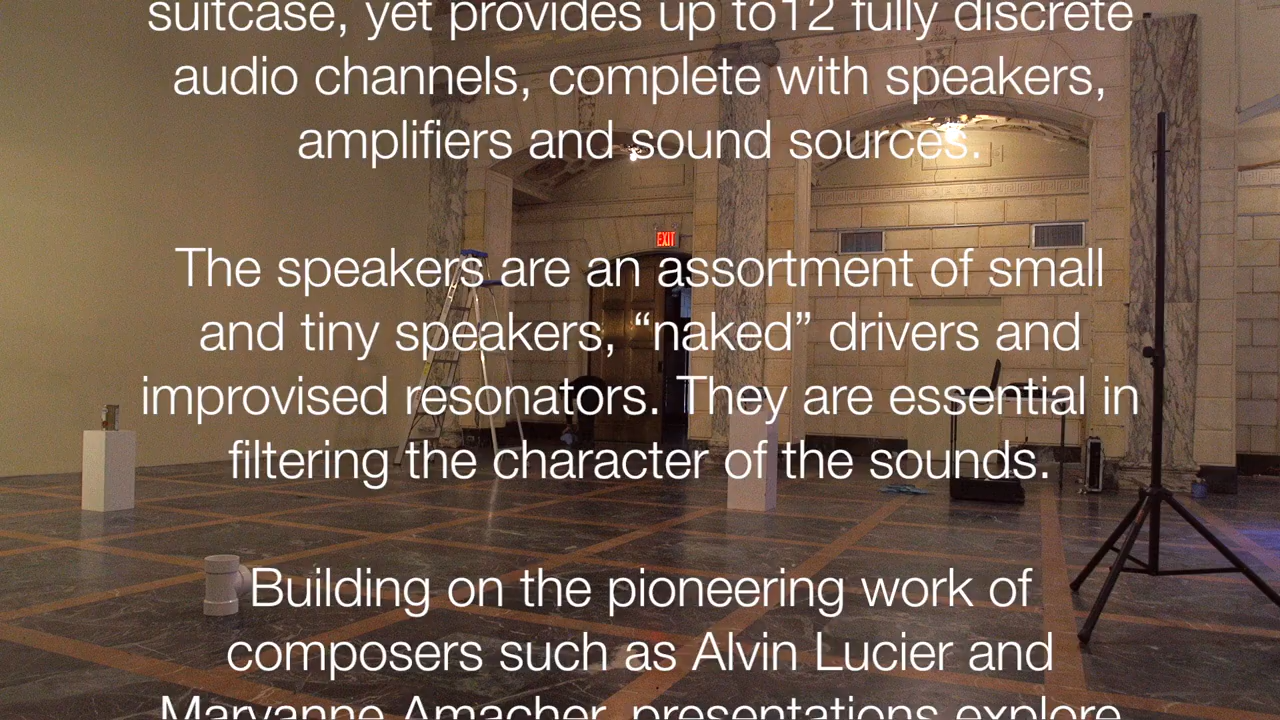 suitcase, yet provides up to12 fully discrete
audio channels, complete with speakers,
amplifiers and sound sources.
EXIT
The speakers are an assortment of small
and tiny speakers, “naked” drivers and
improvised resonators. They are essential in
filtering the character of the sounds.
Building on the pioneering work of
composers such as Alvin Lucier and
Maryanne Amacher, presentations explore